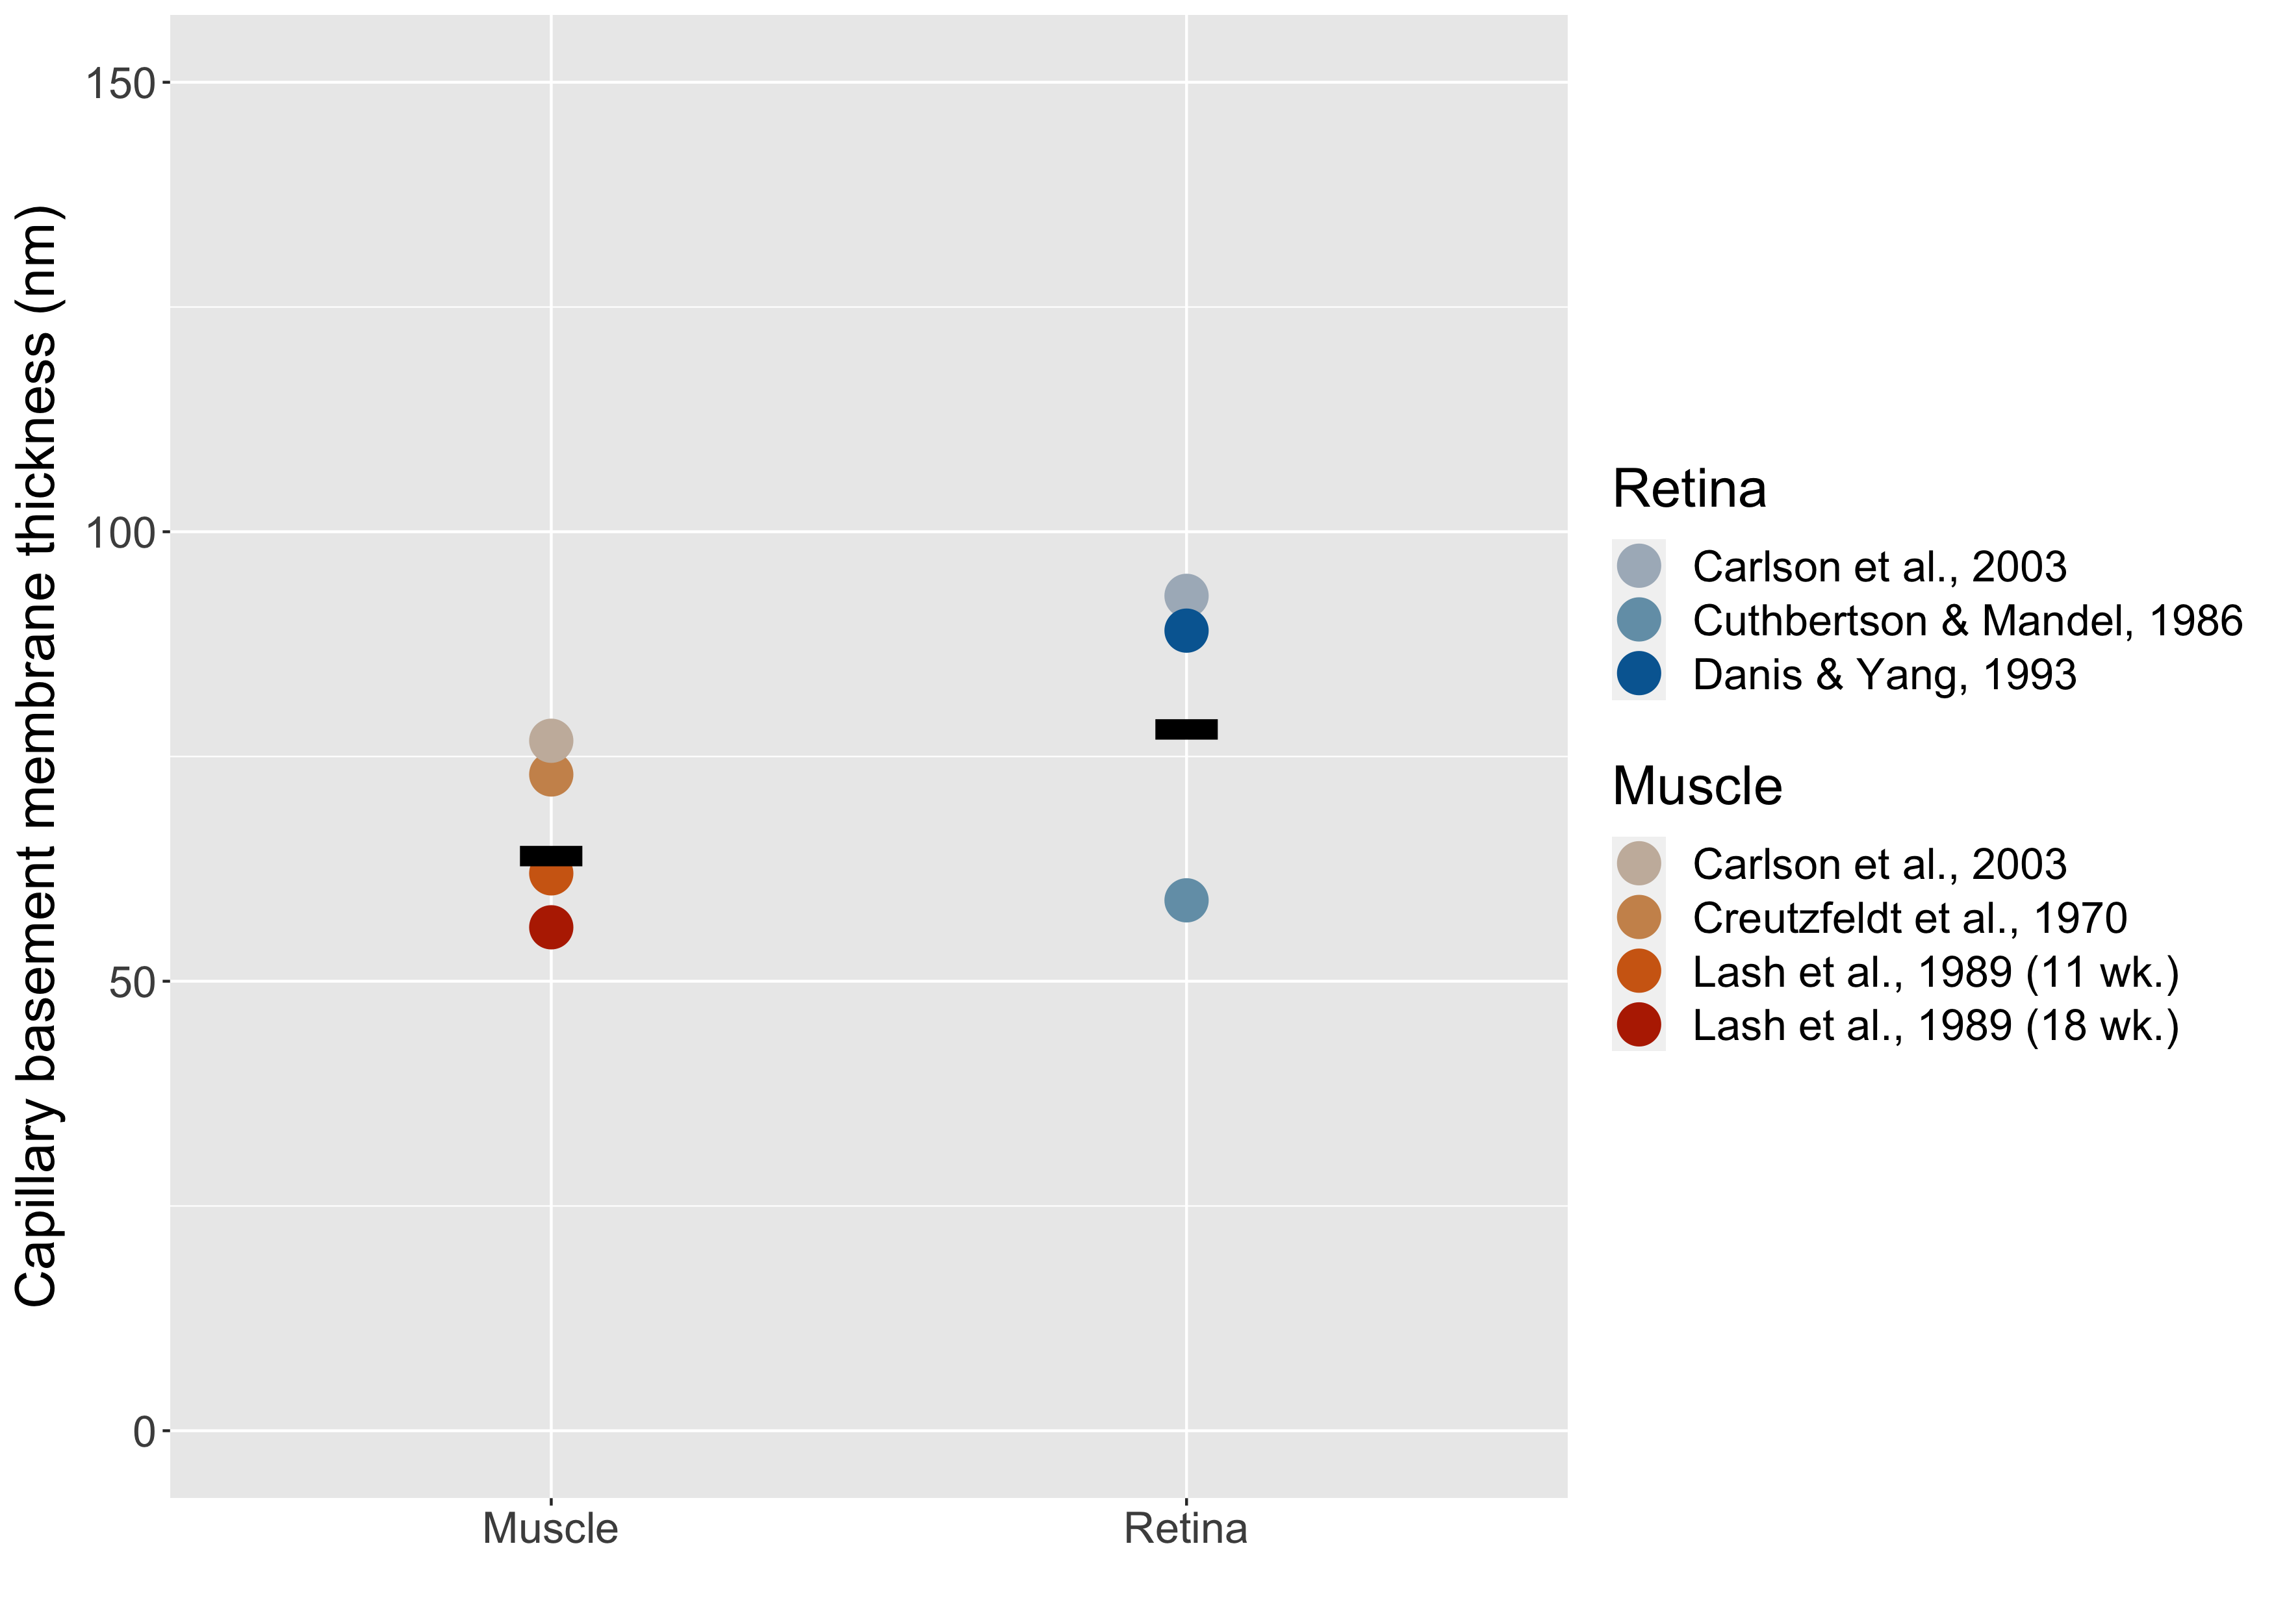 Capillary basement membrane thickness (nm)
150
100
50
0
Muscle
Retina
Retina
Carlson et al., 2003
Cuthbertson & Mandel, 1986
Danis & Yang, 1993
Muscle
Carlson et al., 2003
Creutzfeldt et al., 1970
Lash et al., 1989 (11 wk.)
Lash et al., 1989 (18 wk.)